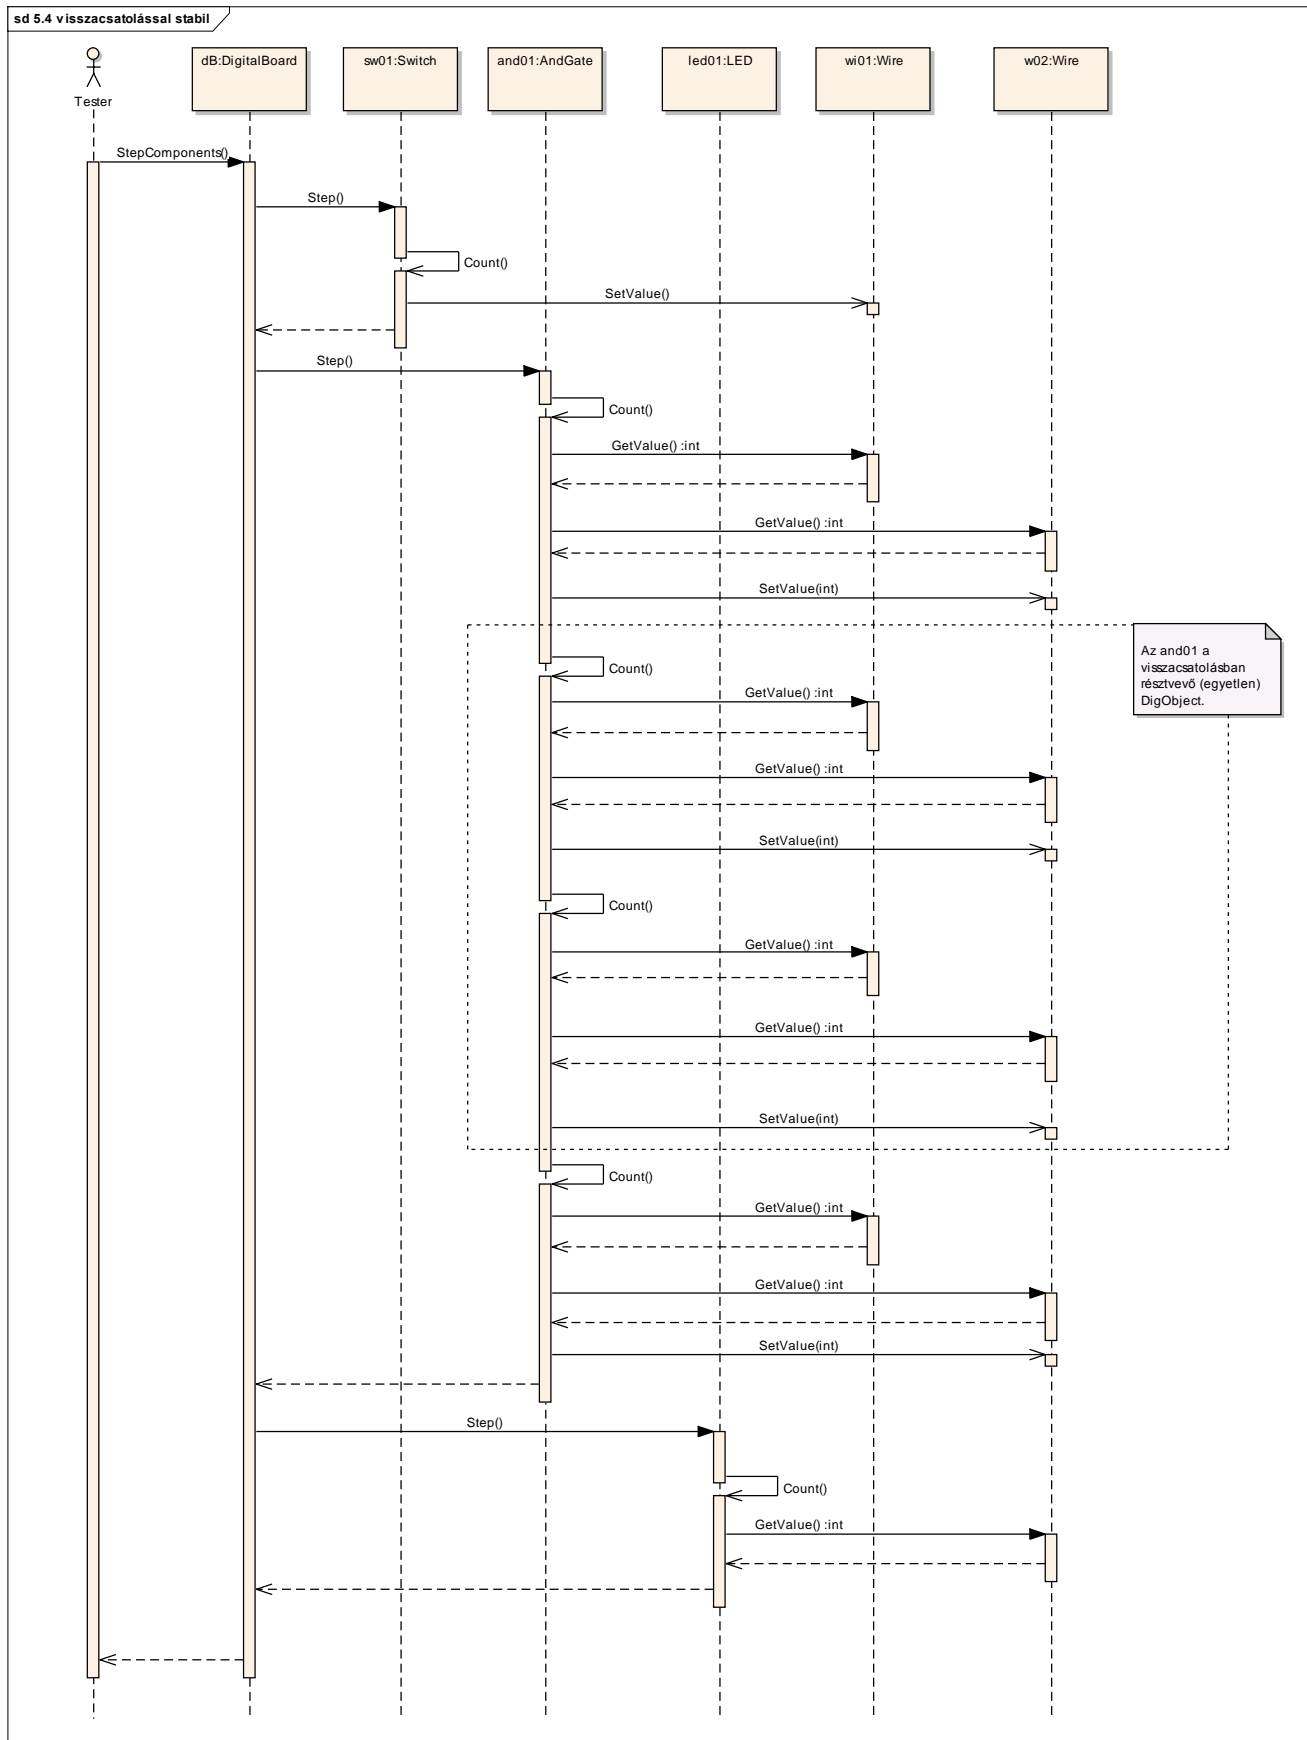 sd 5.4 visszacsatolással stabil
Tester
dB:DigitalBoard
sw01:Switch
and01:AndGate
led01:LED
wi01:Wire
w02:Wire
StepComponents()
Step()
Count()
SetValue()
Step()
Count()
GetValue() :int
GetValue() :int
SetValue(int)
Az and01 a
visszacsatolásban
résztvevő (egyetlen)
DigObject.
Count()
GetValue() :int
GetValue() :int
SetValue(int)
Count()
GetValue() :int
GetValue() :int
SetValue(int)
Count()
GetValue() :int
GetValue() :int
SetValue(int)
Step()
Count()
GetValue() :int